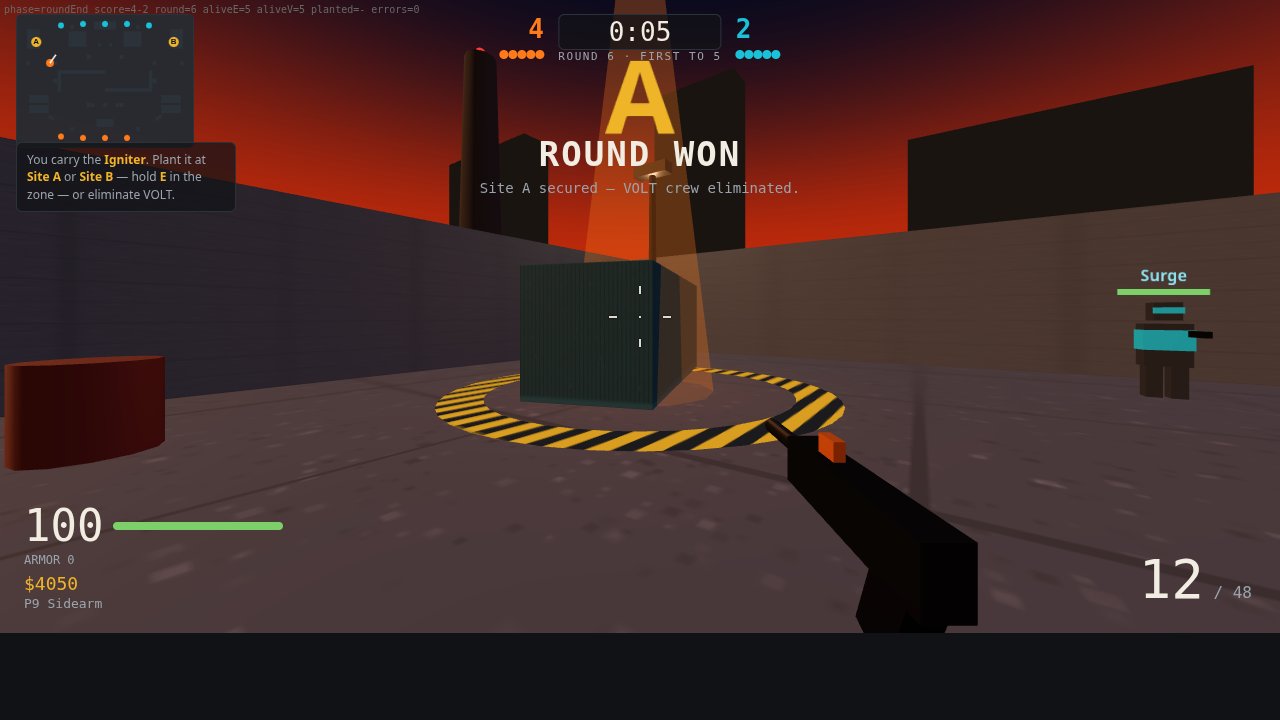 phase=roundEnd score=4-2 round=6 aliveE=5 aliveV=5 planted=- errors=0
A
B
4
0:05
2
ROUND 6 · FIRST TO 5
A
ROUND WON
Site A secured — VOLT crew eliminated.
You carry the Igniter. Plant it at
Site A or Site B — hold E in the
zone — or eliminate VOLT.
Surge
100
ARMOR 0
$4050
P9 Sidearm
12 / 48